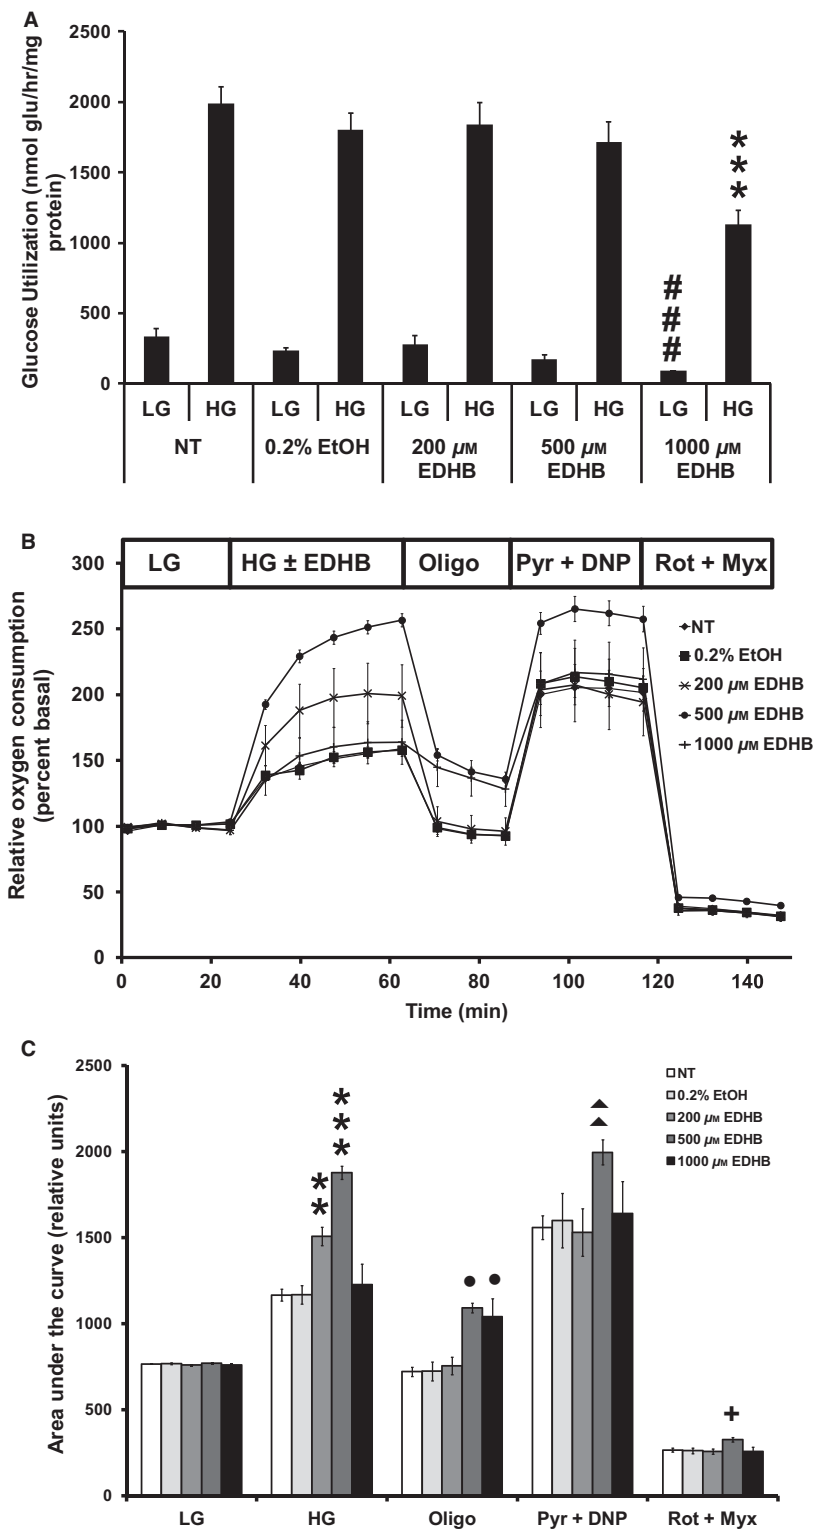 A
2500
2000
1500
1000
500
0
Glucose Utilization (nmol glu/hr/mg
protein)
***
###
LG HG LG HG LG HG LG HG LG HG
NT 0.2% EtOH 200 µM EDHB 500 µM EDHB 1000 µM EDHB
B
LG HG ± EDHB Oligo Pyr + DNP Rot + Myx
300
250
200
150
100
50
0
Relative oxygen consumption
(percent basal)
NT
0.2% EtOH
200 µM EDHB
500 µM EDHB
1000 µM EDHB
0 20 40 60 80 100 120 140
Time (min)
C
2500
2000
1500
1000
500
0
Area under the curve (relative units)
NT
0.2% EtOH
200 µM EDHB
500 µM EDHB
1000 µM EDHB
***
**
▲▲
● ●
+
LG HG Oligo Pyr + DNP Rot + Myx